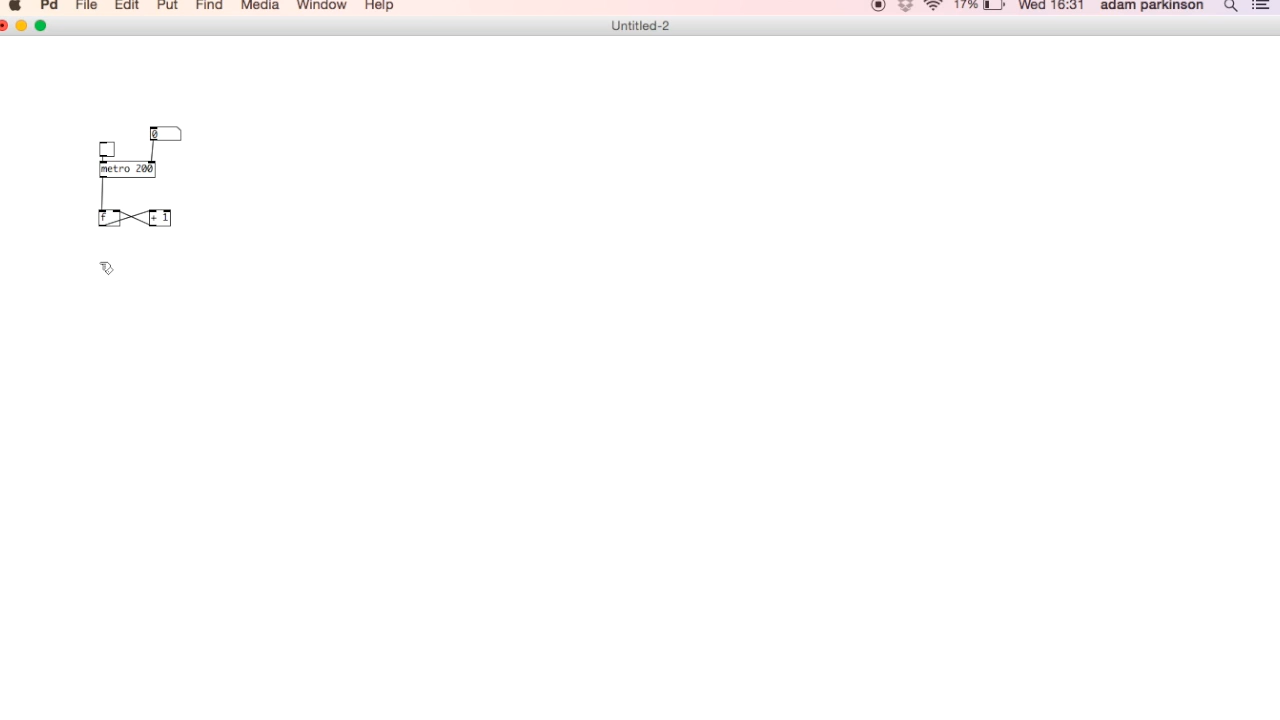 Pd File Edit Put Find Media Window Help 17% Wed 16:31 adam parkinson
Untitled-2
0
metro 200
f + 1